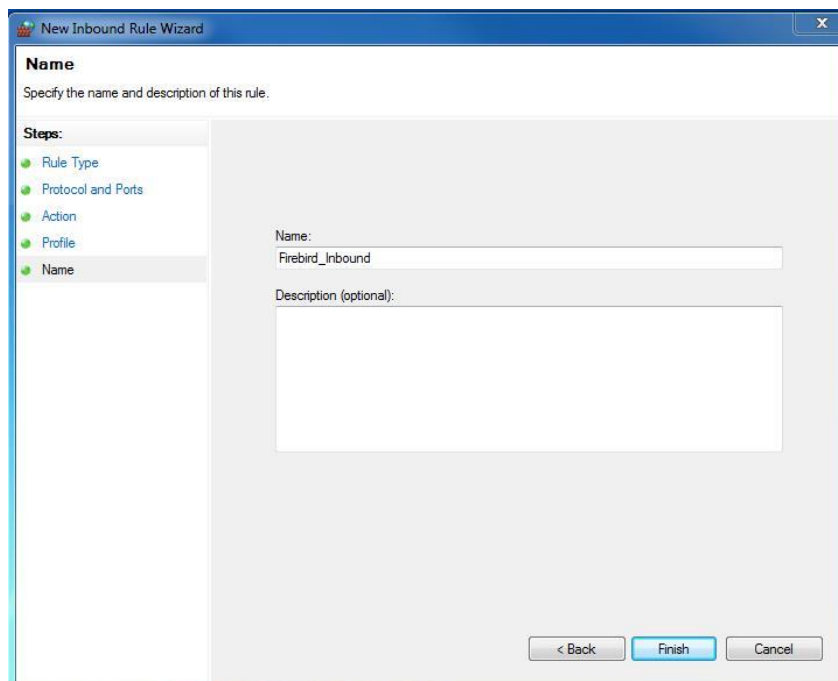 New Inbound Rule Wizard
Name
Specify the name and description of this rule.
Steps:
Rule Type
Protocol and Ports
Action
Profile
Name
Name:
Firebird_Inbound
Description (optional):
< Back
Finish
Cancel